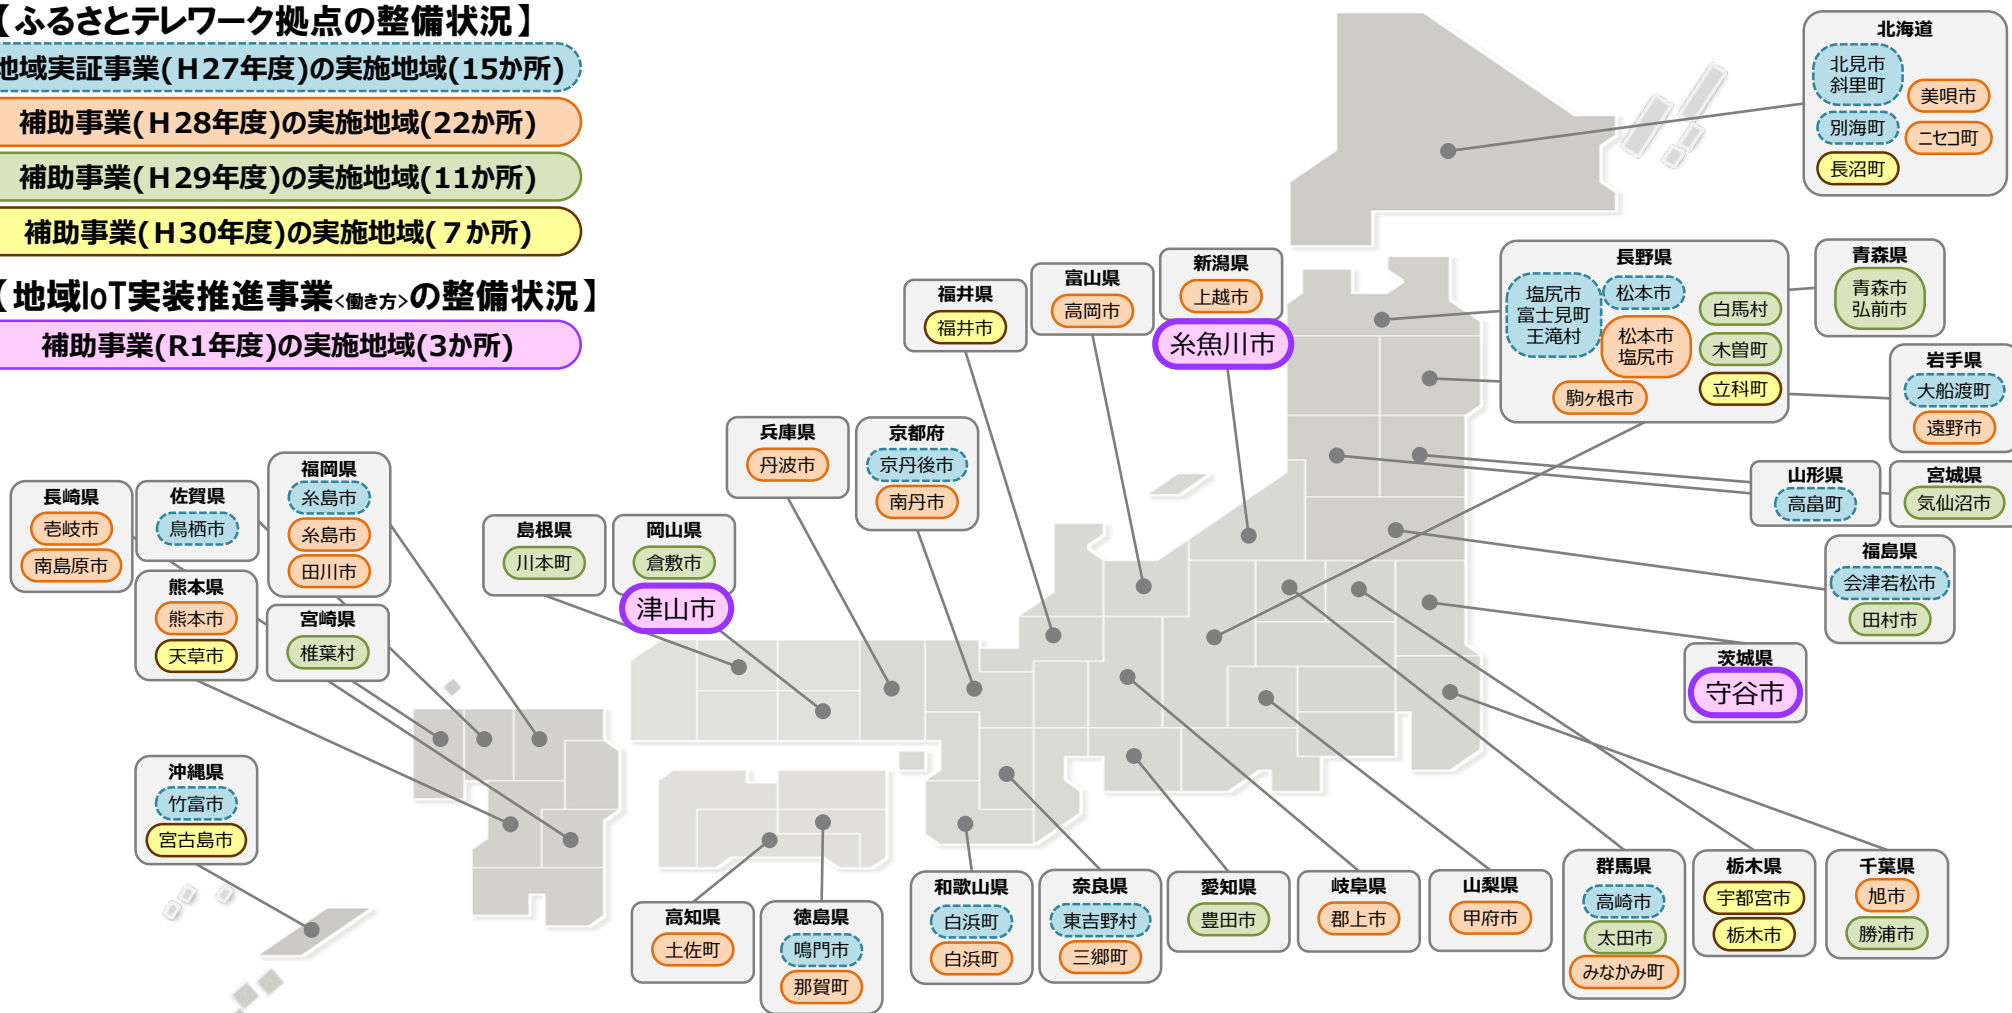 【ふるさとテレワーク拠点の整備状況】
地域実証事業(H27年度)の実施地域(15か所)
補助事業(H28年度)の実施地域(22か所)
補助事業(H29年度)の実施地域(11か所)
補助事業(H30年度)の実施地域(７か所)
【地域IoT実装推進事業<働き方>の整備状況】
補助事業(R1年度)の実施地域(3か所)
北海道
北見市
斜里町
美唄市
別海町
ニセコ町
長沼町
福井県
福井市
富山県
高岡市
新潟県
上越市
糸魚川市
長野県
塩尻市
富士見町
王滝村
松本市
松本市
塩尻市
駒ヶ根市
白馬村
木曽町
立科町
青森県
青森市
弘前市
岩手県
大船渡町
遠野市
山形県
高畠町
宮城県
気仙沼市
福島県
会津若松市
田村市
茨城県
守谷市
兵庫県
丹波市
京都府
京丹後市
南丹市
島根県
川本町
岡山県
倉敷市
津山市
長崎県
壱岐市
南島原市
佐賀県
鳥栖市
福岡県
糸島市
糸島市
田川市
熊本県
熊本市
天草市
宮崎県
椎葉村
沖縄県
竹富市
宮古島市
高知県
土佐町
徳島県
鳴門市
那賀町
和歌山県
白浜町
白浜町
奈良県
東吉野村
三郷町
愛知県
豊田市
岐阜県
郡上市
山梨県
甲府市
群馬県
高崎市
太田市
みなかみ町
栃木県
宇都宮市
栃木市
千葉県
旭市
勝浦市